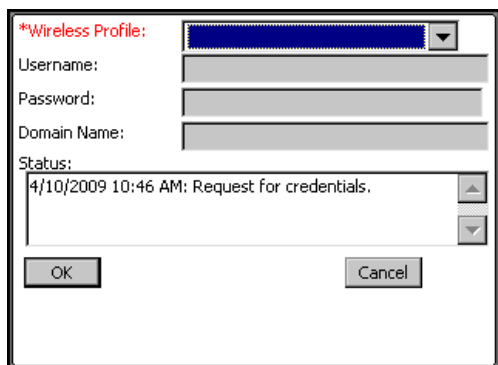 *Wireless Profile:
Username:
Password:
Domain Name:
Status:
4/10/2009 10:46 AM: Request for credentials.
OK
Cancel